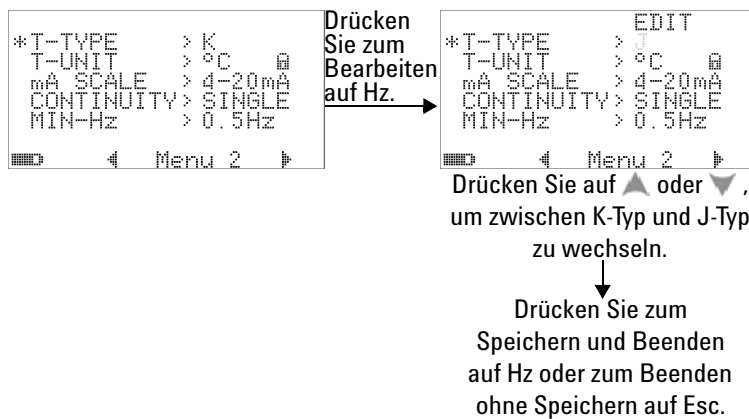 *T-TYPE > K
T-UNIT > °C
mA SCALE > 4-20mA
CONTINUITY> SINGLE
MIN-Hz > 0.5Hz
Menu 2
Drücken
Sie zum
Bearbeiten
auf Hz.
EDIT
*T-TYPE > J
T-UNIT > °C
mA SCALE > 4-20mA
CONTINUITY> SINGLE
MIN-Hz > 0.5Hz
Menu 2
Drücken Sie auf ▲ oder ▼ ,
um zwischen K-Typ und J-Typ
zu wechseln.
Drücken Sie zum
Speichern und Beenden
auf Hz oder zum Beenden
ohne Speichern auf Esc.